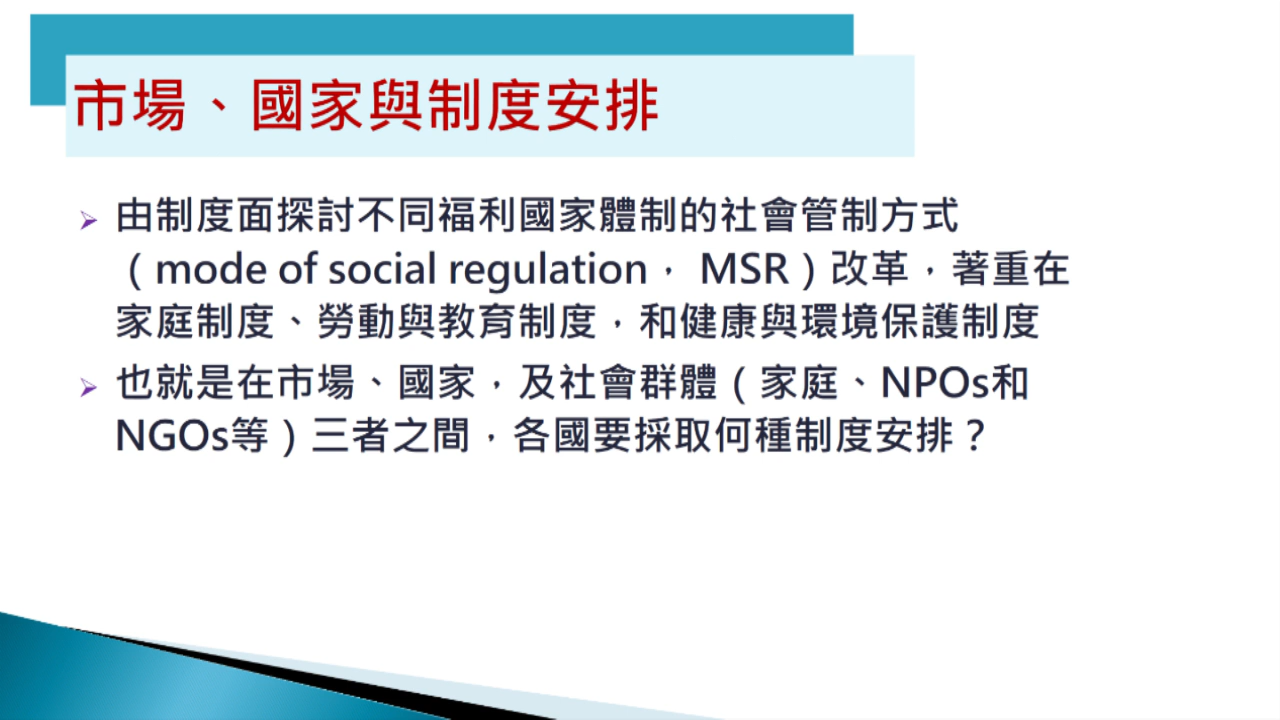 市場、國家與制度安排
由制度面探討不同福利國家體制的社會管制方式
（mode of social regulation， MSR）改革，著重在
家庭制度、勞動與教育制度，和健康與環境保護制度
也就是在市場、國家，及社會群體（家庭、NPOs和
NGOs等）三者之間，各國要採取何種制度安排？